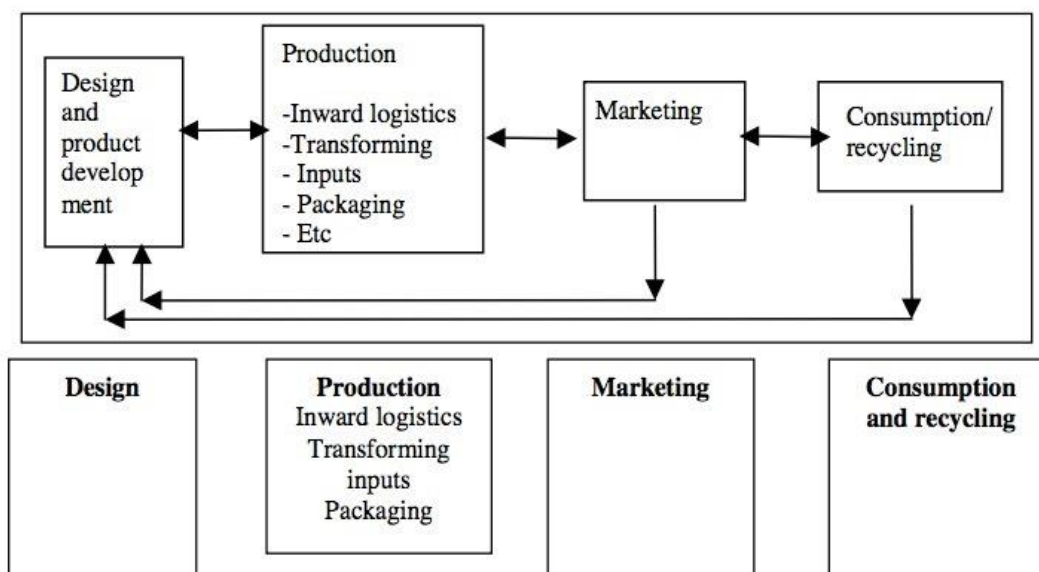 Design
and
product
develop
ment
Production
-Inward logistics
-Transforming
- Inputs
- Packaging
- Etc
Marketing
Consumption/
recycling
Design
Production
Inward logistics
Transforming
inputs
Packaging
Marketing
Consumption
and recycling